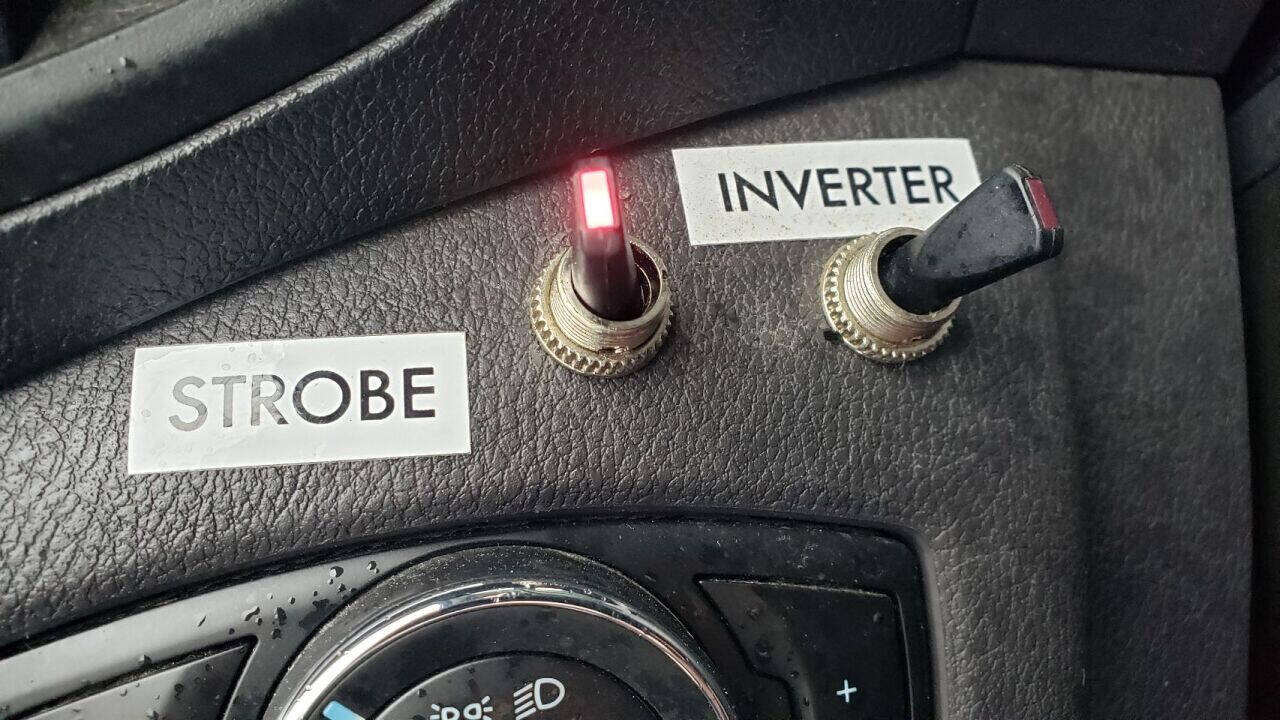 INVERTER
STROBE
+